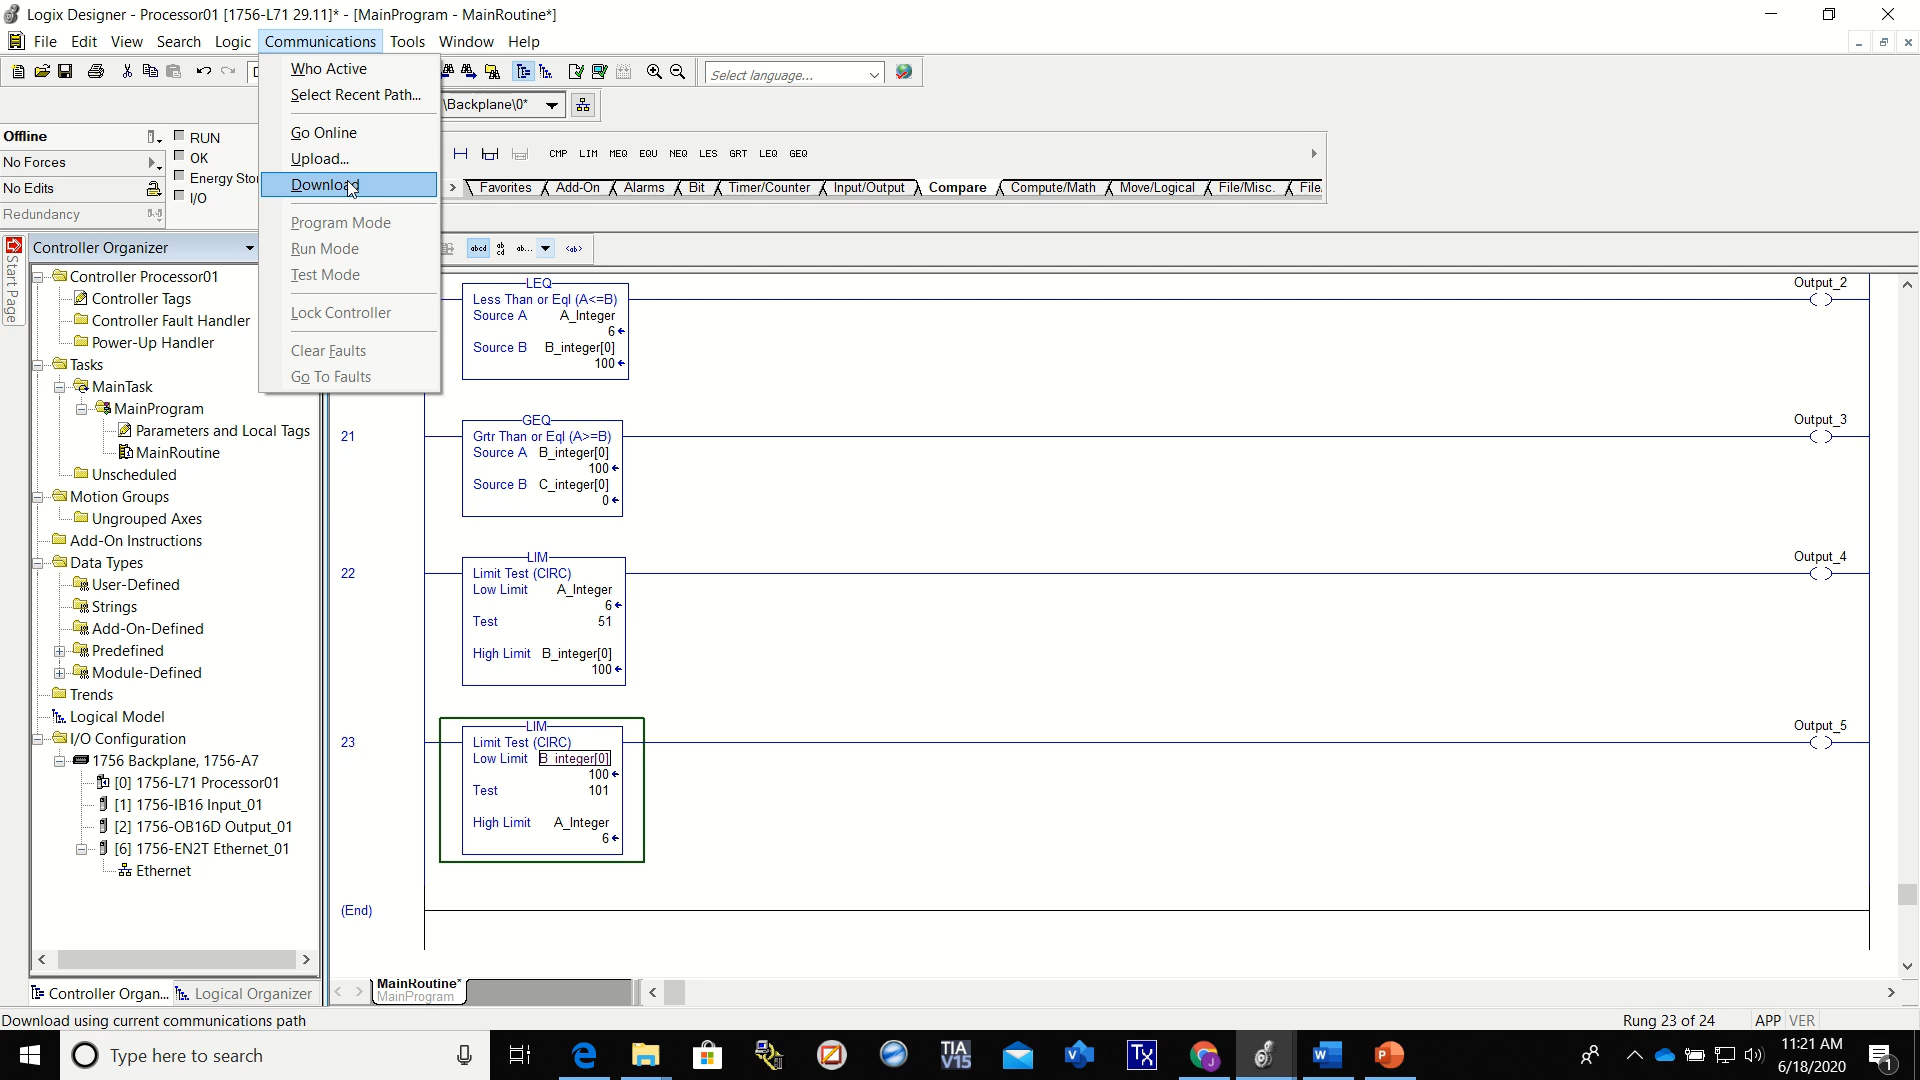 Logix Designer - Processor01 [1756-L71 29.11]* - [MainProgram - MainRoutine*]
File Edit View Search Logic Communications Tools Window Help
Who Active
Select Recent Path...
Go Online
Upload...
Download
Program Mode
Run Mode
Test Mode
Lock Controller
Clear Faults
Go To Faults
Select language...
\Backplane\0*
Offline
RUN
No Forces
OK
No Edits
Energy Stor
Redundancy
I/O
CMP LIM MEQ EQU NEQ LES GRT LEQ GEQ
Favorites Add-On Alarms Bit Timer/Counter Input/Output Compare Compute/Math Move/Logical File/Misc. File
Start Page
Controller Organizer
Controller Processor01
Controller Tags
Controller Fault Handler
Power-Up Handler
Tasks
MainTask
MainProgram
Parameters and Local Tags
MainRoutine
Unscheduled
Motion Groups
Ungrouped Axes
Add-On Instructions
Data Types
User-Defined
Strings
Add-On-Defined
Predefined
Module-Defined
Trends
Logical Model
I/O Configuration
1756 Backplane, 1756-A7
[0] 1756-L71 Processor01
[1] 1756-IB16 Input_01
[2] 1756-OB16D Output_01
[6] 1756-EN2T Ethernet_01
Ethernet
Controller Organ... Logical Organizer
LEQ
Less Than or Eql (A<=B)
Source A A_Integer
6
Source B B_integer[0]
100
Output_2
21
GEQ
Grtr Than or Eql (A>=B)
Source A B_integer[0]
100
Source B C_integer[0]
0
Output_3
22
LIM
Limit Test (CIRC)
Low Limit A_Integer
6
Test 51
High Limit B_integer[0]
100
Output_4
23
LIM
Limit Test (CIRC)
Low Limit B_integer[0]
100
Test 101
High Limit A_Integer
6
Output_5
(End)
MainRoutine*
MainProgram
Download using current communications path
Rung 23 of 24 APP VER
Type here to search
TIA
V15
11:21 AM
6/18/2020
1